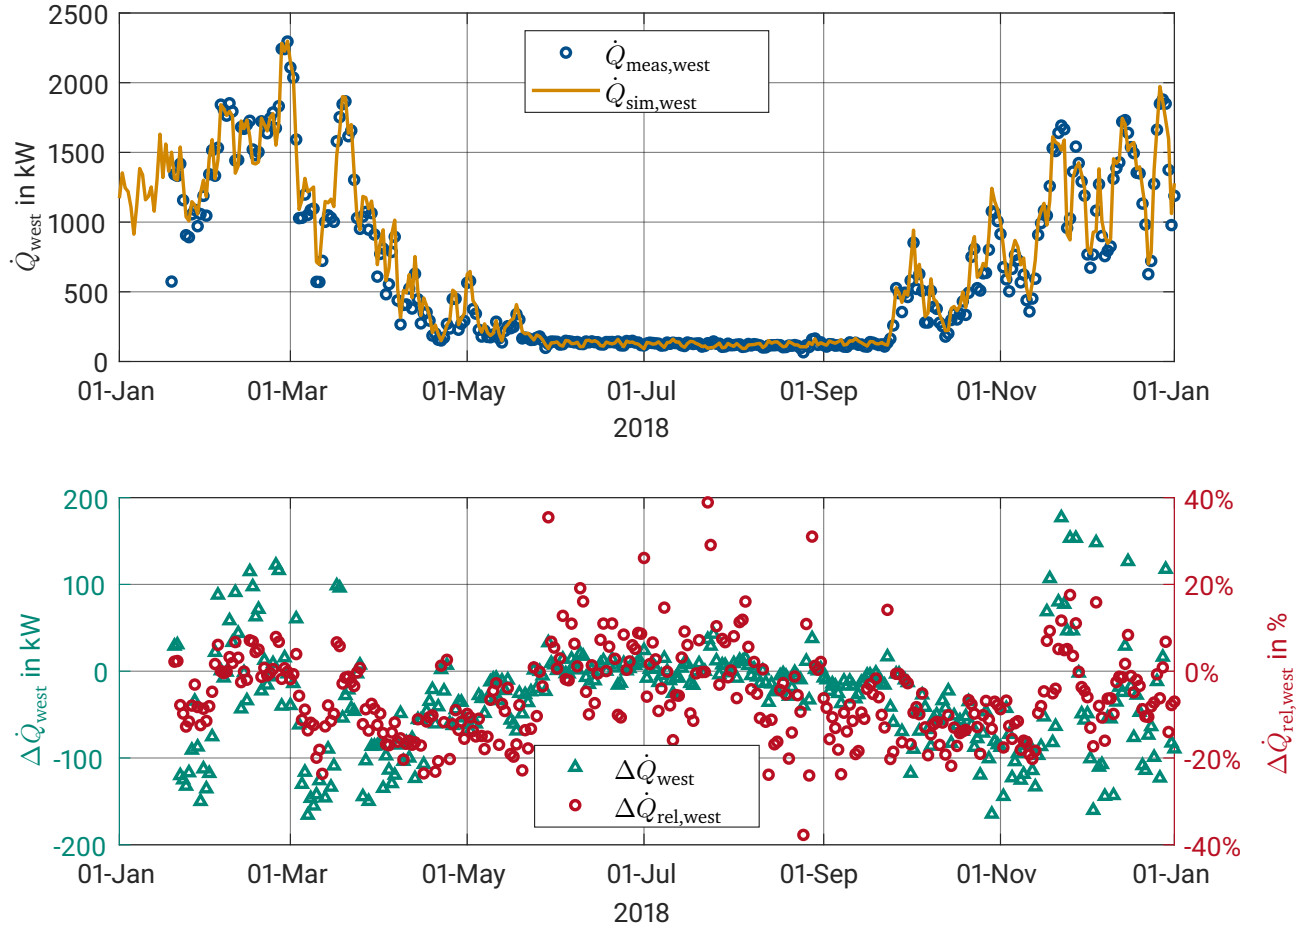 2500
2000
1500
1000
500
0
Q̇west in kW
Q̇meas,west
Q̇sim,west
01-Jan 01-Mar 01-May 01-Jul 01-Sep 01-Nov 01-Jan
2018
200
100
0
-100
-200
ΔQ̇west in kW
40%
20%
0%
-20%
-40%
ΔQ̇rel,west in %
ΔQ̇west
ΔQ̇rel,west
01-Jan 01-Mar 01-May 01-Jul 01-Sep 01-Nov 01-Jan
2018